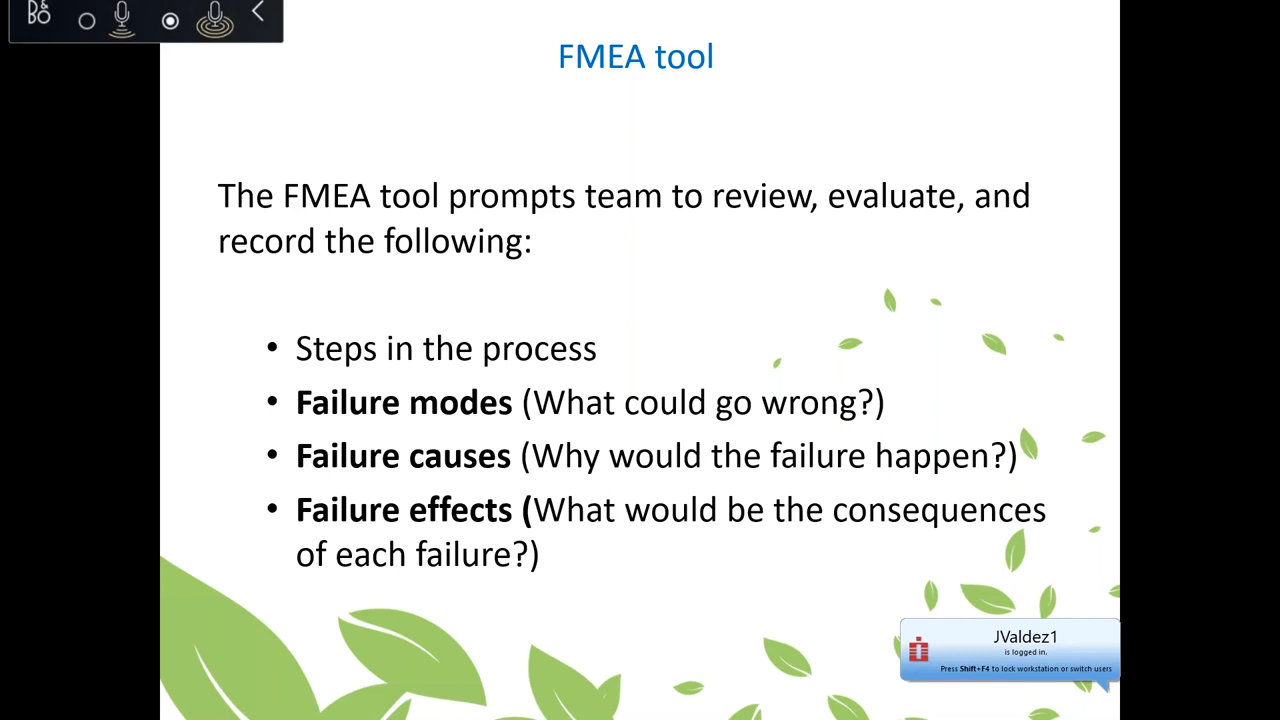 FMEA tool
The FMEA tool prompts team to review, evaluate, and
record the following:
• Steps in the process
• Failure modes (What could go wrong?)
• Failure causes (Why would the failure happen?)
• Failure effects (What would be the consequences
of each failure?)
JValdez1
is logged in.
Press Shift+F4 to lock workstation or switch users